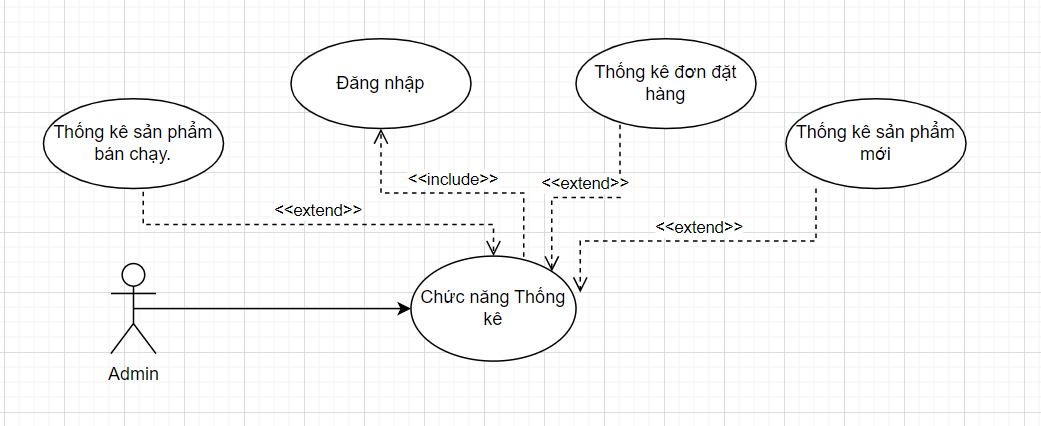 Đăng nhập
Thống kê đơn đặt
hàng
Thống kê sản phẩm
bán chạy.
Thống kê sản phẩm
mới
<<include>>
<<extend>>
<<extend>>
<<extend>>
Chức năng Thống
kê
Admin